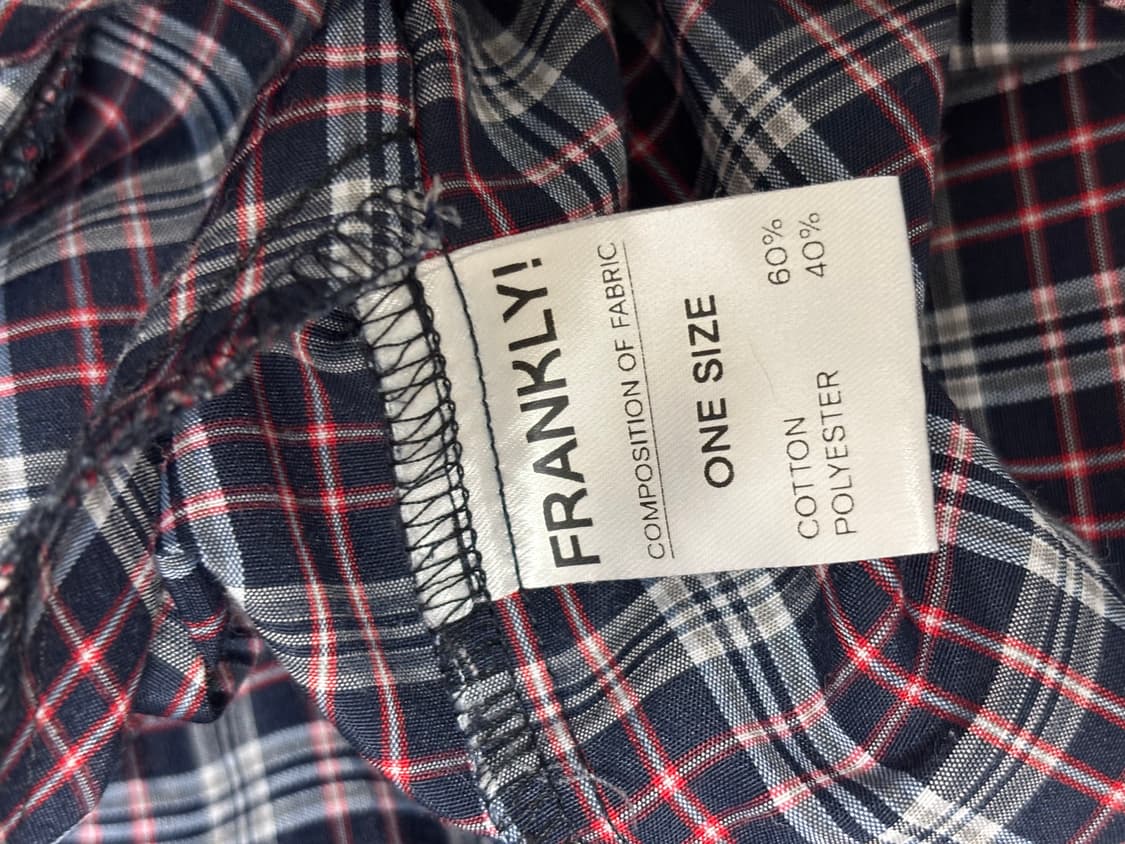 FRANKLY!
COMPOSITION OF FABRIC
ONE SIZE
COTTON 60%
POLYESTER 40%